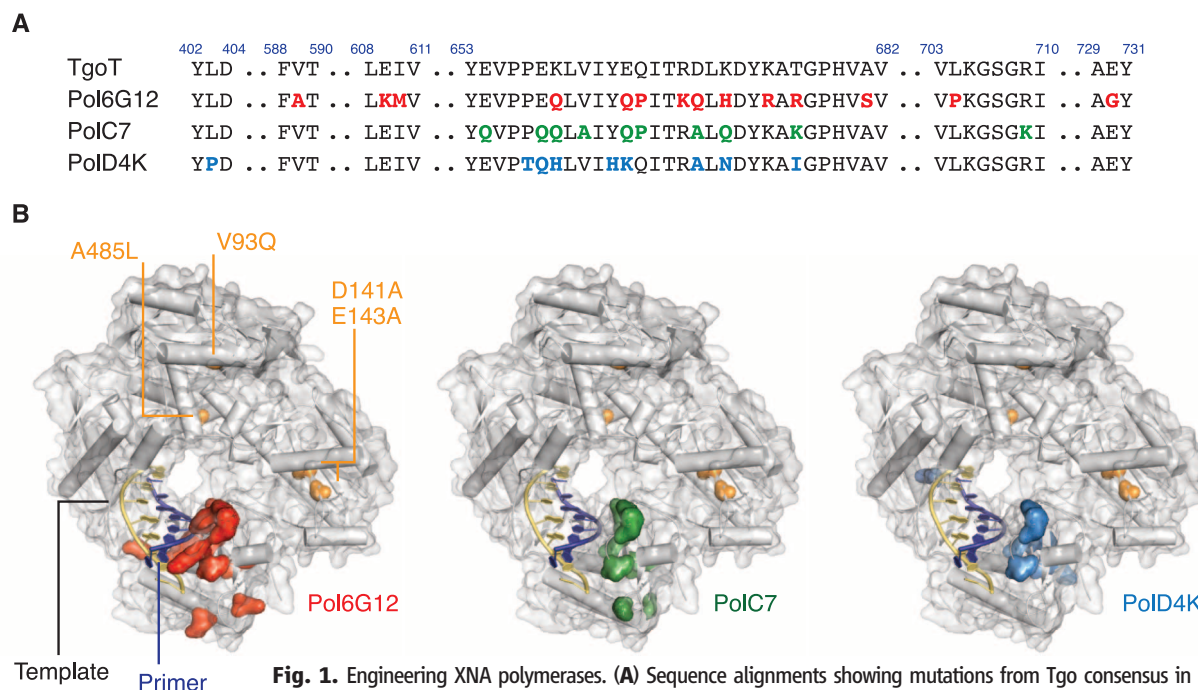 A
402 404 588 590 608 611 653 682 703 710 729 731
TgoT YLD .. FVT .. LEIV .. YEVPPEKLVIYEQITRDLKDYKATGPHVAV .. VLKGSGRI .. AEY
Pol6G12 YLD .. FAT .. LKMV .. YEVPPEQLVIYQPITKQLHDYRARGPHVSV .. VPKGSGRI .. AGY
PolC7 YLD .. FVT .. LEIV .. YQVPPQQLAIYQPITRALQDYKAKGPHVAV .. VLKGSGKI .. AEY
PolD4K YPD .. FVT .. LEIV .. YEVPTQHLVIHKQITRALNDYKAIGPHVAV .. VLKGSGRI .. AEY
B
A485L
V93Q
D141A
E143A
Pol6G12
PolC7
PolD4K
Template
Primer
Fig. 1. Engineering XNA polymerases. (A) Sequence alignments showing mutations from Tgo consensus in